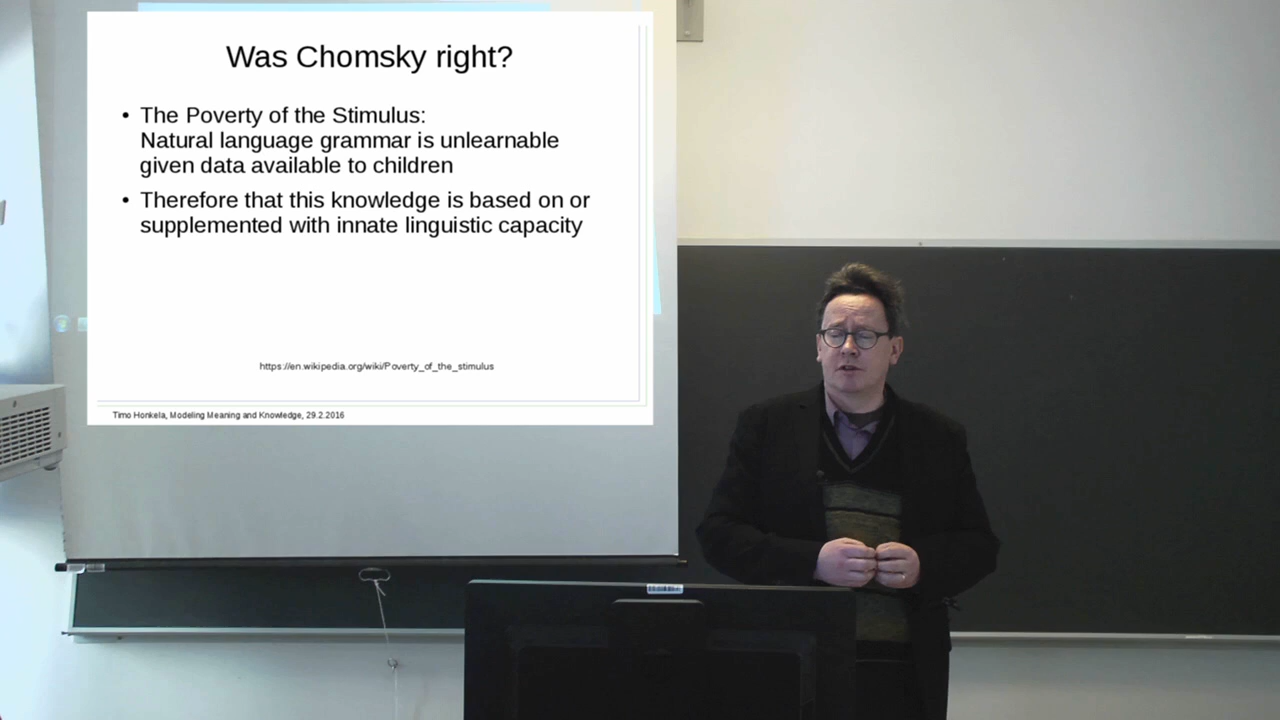 Was Chomsky right?
• The Poverty of the Stimulus:
Natural language grammar is unlearnable
given data available to children
• Therefore that this knowledge is based on or
supplemented with innate linguistic capacity
https://en.wikipedia.org/wiki/Poverty_of_the_stimulus
Timo Honkela, Modeling Meaning and Knowledge, 29.2.2016